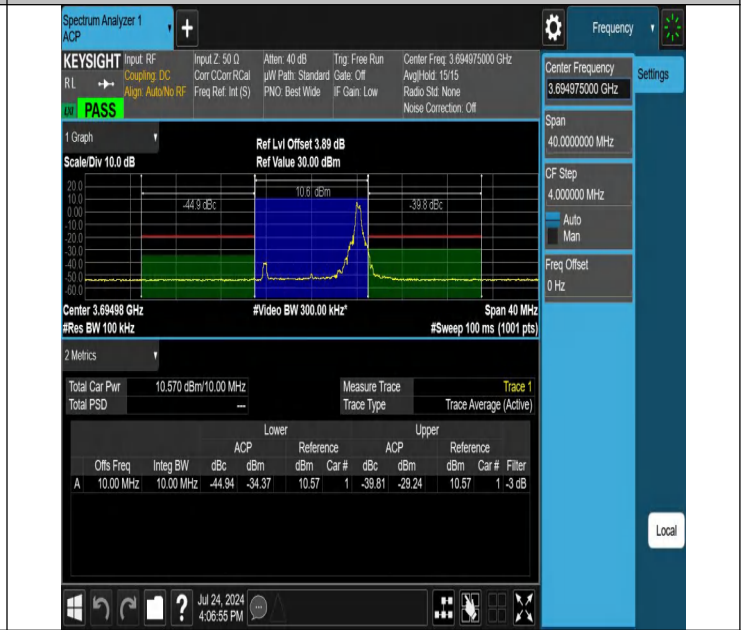 Spectrum Analyzer 1
ACP
+
Frequency
KEYSIGHT Input: RF Input Z: 50 Ω Atten: 40 dB Trig: Free Run Center Freq: 3.694975000 GHz
RL Coupling: DC Corr CCorr RCal µW Path: Standard Gate: Off Avg|Hold: 15/15
Align: Auto/No RF Freq Ref: Int (S) PNO: Best Wide IF Gain: Low Radio Std: None
PASS Noise Correction: Off
Center Frequency
3.694975000 GHz
Settings
Span
40.0000000 MHz
CF Step
4.000000 MHz
Auto
Man
Freq Offset
0 Hz
1 Graph
Ref Lvl Offset 3.89 dB
Scale/Div 10.0 dB Ref Value 30.00 dBm
20.0
10.0
0.00
-10.0
-20.0
-30.0
-40.0
-50.0
-60.0
-44.9 dBc 10.6 dBm -39.8 dBc
Center 3.69498 GHz #Video BW 300.00 kHz* Span 40 MHz
#Res BW 100 kHz #Sweep 100 ms (1001 pts)
2 Metrics
Total Car Pwr 10.570 dBm/10.00 MHz Measure Trace Trace 1
Total PSD --- Trace Type Trace Average (Active)
Lower Upper
ACP Reference ACP Reference
Offs Freq Integ BW dBc dBm dBm Car # dBc dBm dBm Car # Filter
A 10.00 MHz 10.00 MHz -44.94 -34.37 10.57 1 -39.81 -29.24 10.57 1 -3 dB
Local
? Jul 24, 2024
4:06:55 PM